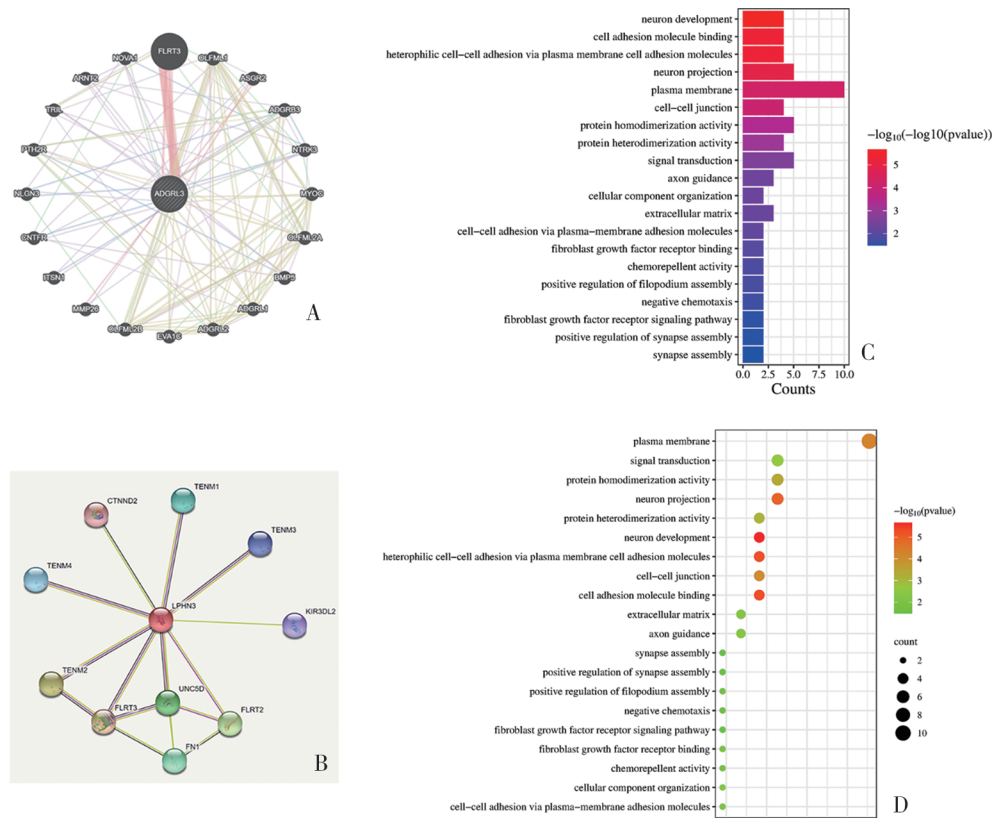 FLRT3
NOVA1
OLFML1
ARNT2
ASGR2
TRIL
ADGRB3
PTH2R
NTRK3
NLGN3
ADGRL3
MYOC
CNTFR
OLFML2A
ITSN1
BMP5
MMP26
ADGRL1
OLFML2B
EVA1C
ADGRL2
A
neuron development
cell adhesion molecule binding
heterophilic cell−cell adhesion via plasma membrane cell adhesion molecules
neuron projection
plasma membrane
cell−cell junction
protein homodimerization activity
protein heterodimerization activity
signal transduction
axon guidance
cellular component organization
extracellular matrix
cell−cell adhesion via plasma−membrane adhesion molecules
fibroblast growth factor receptor binding
chemorepellent activity
positive regulation of filopodium assembly
negative chemotaxis
fibroblast growth factor receptor signaling pathway
positive regulation of synapse assembly
synapse assembly
0.0 2.5 5.0 7.5 10.0
Counts
−log10(−log10(pvalue))
5
4
3
2
C
CTNND2
TENM1
TENM3
TENM4
LPHN3
KIR3DL2
TENM2
UNC5D
FLRT3
FLRT2
FN1
B
plasma membrane
signal transduction
protein homodimerization activity
neuron projection
protein heterodimerization activity
neuron development
heterophilic cell−cell adhesion via plasma membrane cell adhesion molecules
cell−cell junction
cell adhesion molecule binding
extracellular matrix
axon guidance
synapse assembly
positive regulation of synapse assembly
positive regulation of filopodium assembly
negative chemotaxis
fibroblast growth factor receptor signaling pathway
fibroblast growth factor receptor binding
chemorepellent activity
cellular component organization
cell−cell adhesion via plasma−membrane adhesion molecules
−log10(pvalue)
5
4
3
2
count
2
4
6
8
10
D